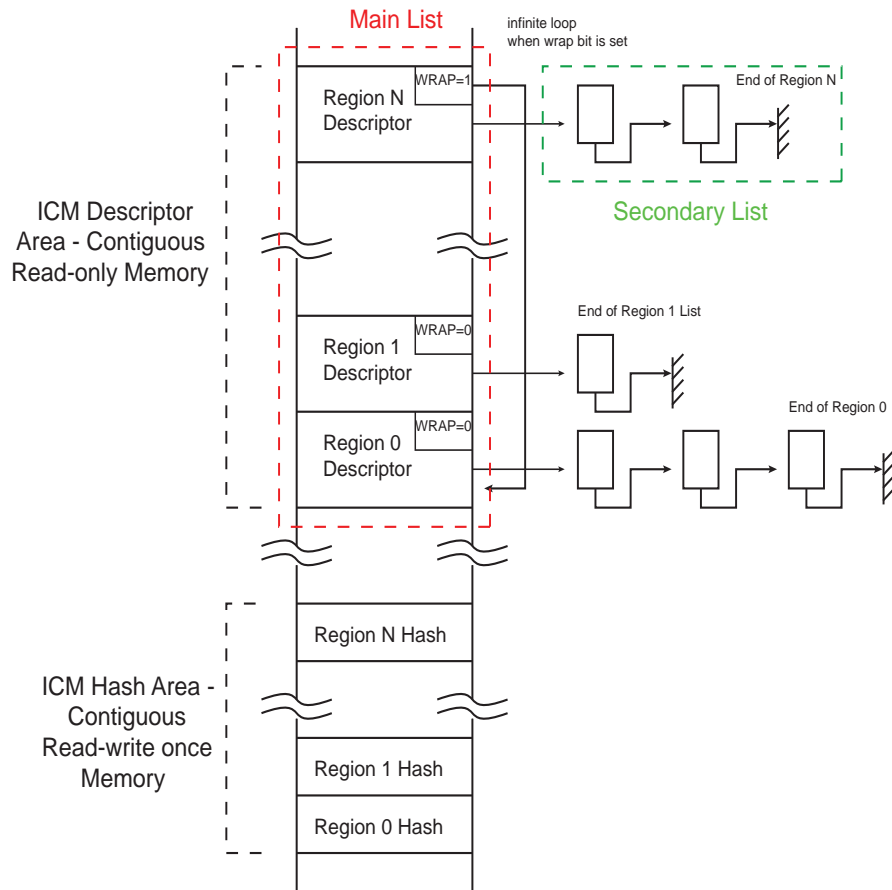 Main List
infinite loop
when wrap bit is set
WRAP=1
End of Region N
Region N
Descriptor
Secondary List
ICM Descriptor
Area - Contiguous
Read-only Memory
End of Region 1 List
WRAP=0
Region 1
Descriptor
End of Region 0
WRAP=0
Region 0
Descriptor
Region N Hash
ICM Hash Area -
Contiguous
Read-write once
Memory
Region 1 Hash
Region 0 Hash